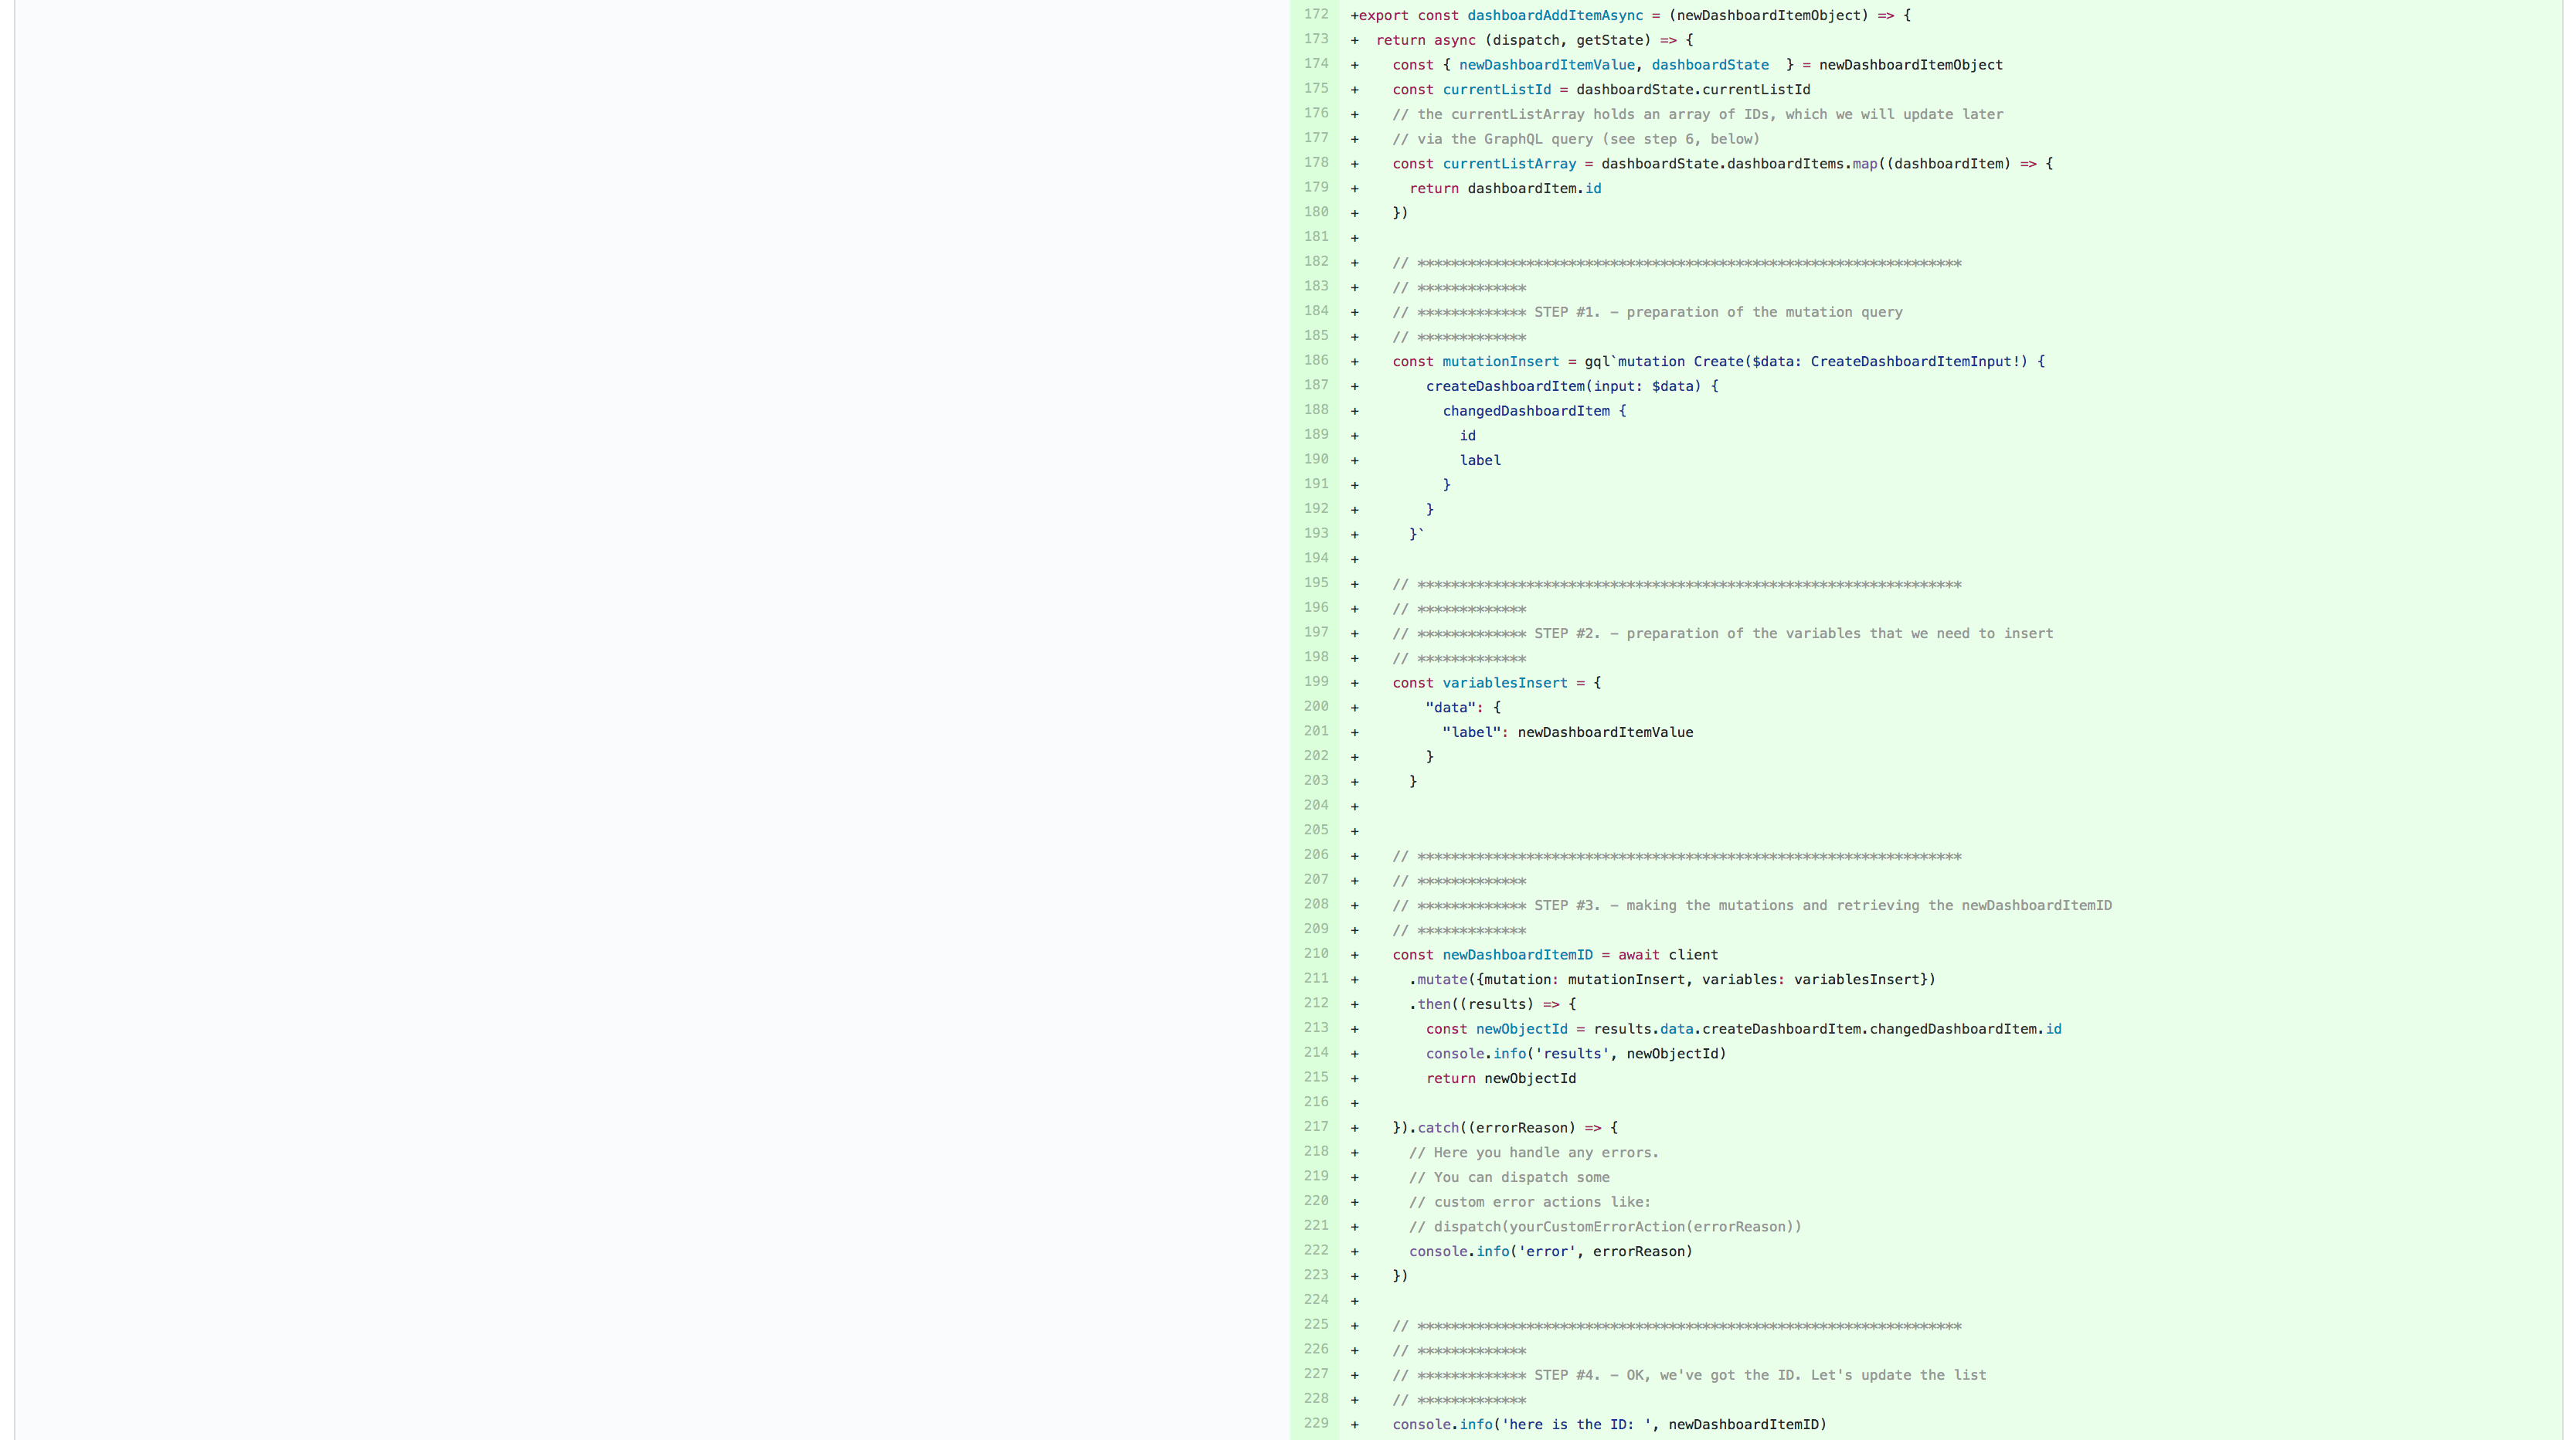 172 +export const dashboardAddItemAsync = (newDashboardItemObject) => {
173 +  return async (dispatch, getState) => {
174 +    const { newDashboardItemValue, dashboardState  } = newDashboardItemObject
175 +    const currentListId = dashboardState.currentListId
176 +    // the currentListArray holds an array of IDs, which we will update later
177 +    // via the GraphQL query (see step 6, below)
178 +    const currentListArray = dashboardState.dashboardItems.map((dashboardItem) => {
179 +      return dashboardItem.id
180 +    })
181 +
182 +    // *****************************************************************
183 +    // *************
184 +    // ************* STEP #1. – preparation of the mutation query
185 +    // *************
186 +    const mutationInsert = gql`mutation Create($data: CreateDashboardItemInput!) {
187 +        createDashboardItem(input: $data) {
188 +          changedDashboardItem {
189 +            id
190 +            label
191 +          }
192 +        }
193 +      }`
194 +
195 +    // *****************************************************************
196 +    // *************
197 +    // ************* STEP #2. – preparation of the variables that we need to insert
198 +    // *************
199 +    const variablesInsert = {
200 +        "data": {
201 +          "label": newDashboardItemValue
202 +        }
203 +      }
204 +
205 +
206 +    // *****************************************************************
207 +    // *************
208 +    // ************* STEP #3. – making the mutations and retrieving the newDashboardItemID
209 +    // *************
210 +    const newDashboardItemID = await client
211 +      .mutate({mutation: mutationInsert, variables: variablesInsert})
212 +      .then((results) => {
213 +        const newObjectId = results.data.createDashboardItem.changedDashboardItem.id
214 +        console.info('results', newObjectId)
215 +        return newObjectId
216 +
217 +    }).catch((errorReason) => {
218 +      // Here you handle any errors.
219 +      // You can dispatch some
220 +      // custom error actions like:
221 +      // dispatch(yourCustomErrorAction(errorReason))
222 +      console.info('error', errorReason)
223 +    })
224 +
225 +    // *****************************************************************
226 +    // *************
227 +    // ************* STEP #4. – OK, we've got the ID. Let's update the list
228 +    // *************
229 +    console.info('here is the ID: ', newDashboardItemID)